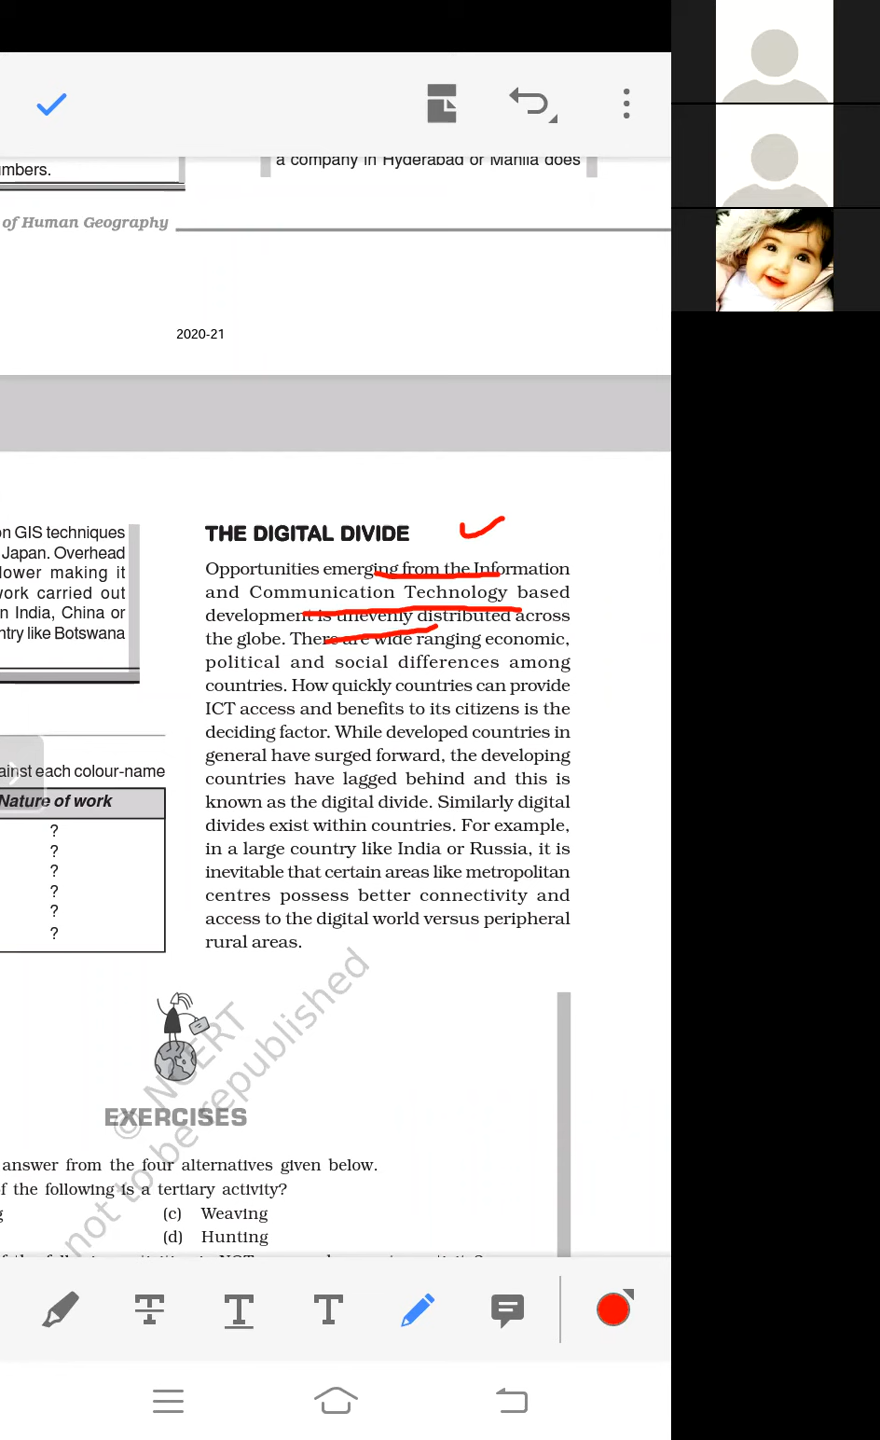 umbers.
a company in Hyderabad or Manila does
of Human Geography
2020-21
on GIS techniques
Japan. Overhead
lower making it
work carried out
n India, China or
ntry like Botswana
ainst each colour-name
Nature of work
?
?
?
?
?
?
THE DIGITAL DIVIDE
Opportunities emerging from the Information
and Communication Technology based
development is unevenly distributed across
the globe. There are wide ranging economic,
political and social differences among
countries. How quickly countries can provide
ICT access and benefits to its citizens is the
deciding factor. While developed countries in
general have surged forward, the developing
countries have lagged behind and this is
known as the digital divide. Similarly digital
divides exist within countries. For example,
in a large country like India or Russia, it is
inevitable that certain areas like metropolitan
centres possess better connectivity and
access to the digital world versus peripheral
rural areas.
© NCERT
not to be republished
EXERCISES
answer from the four alternatives given below.
f the following is a tertiary activity?
g
(c) Weaving
(d) Hunting
T
T
T